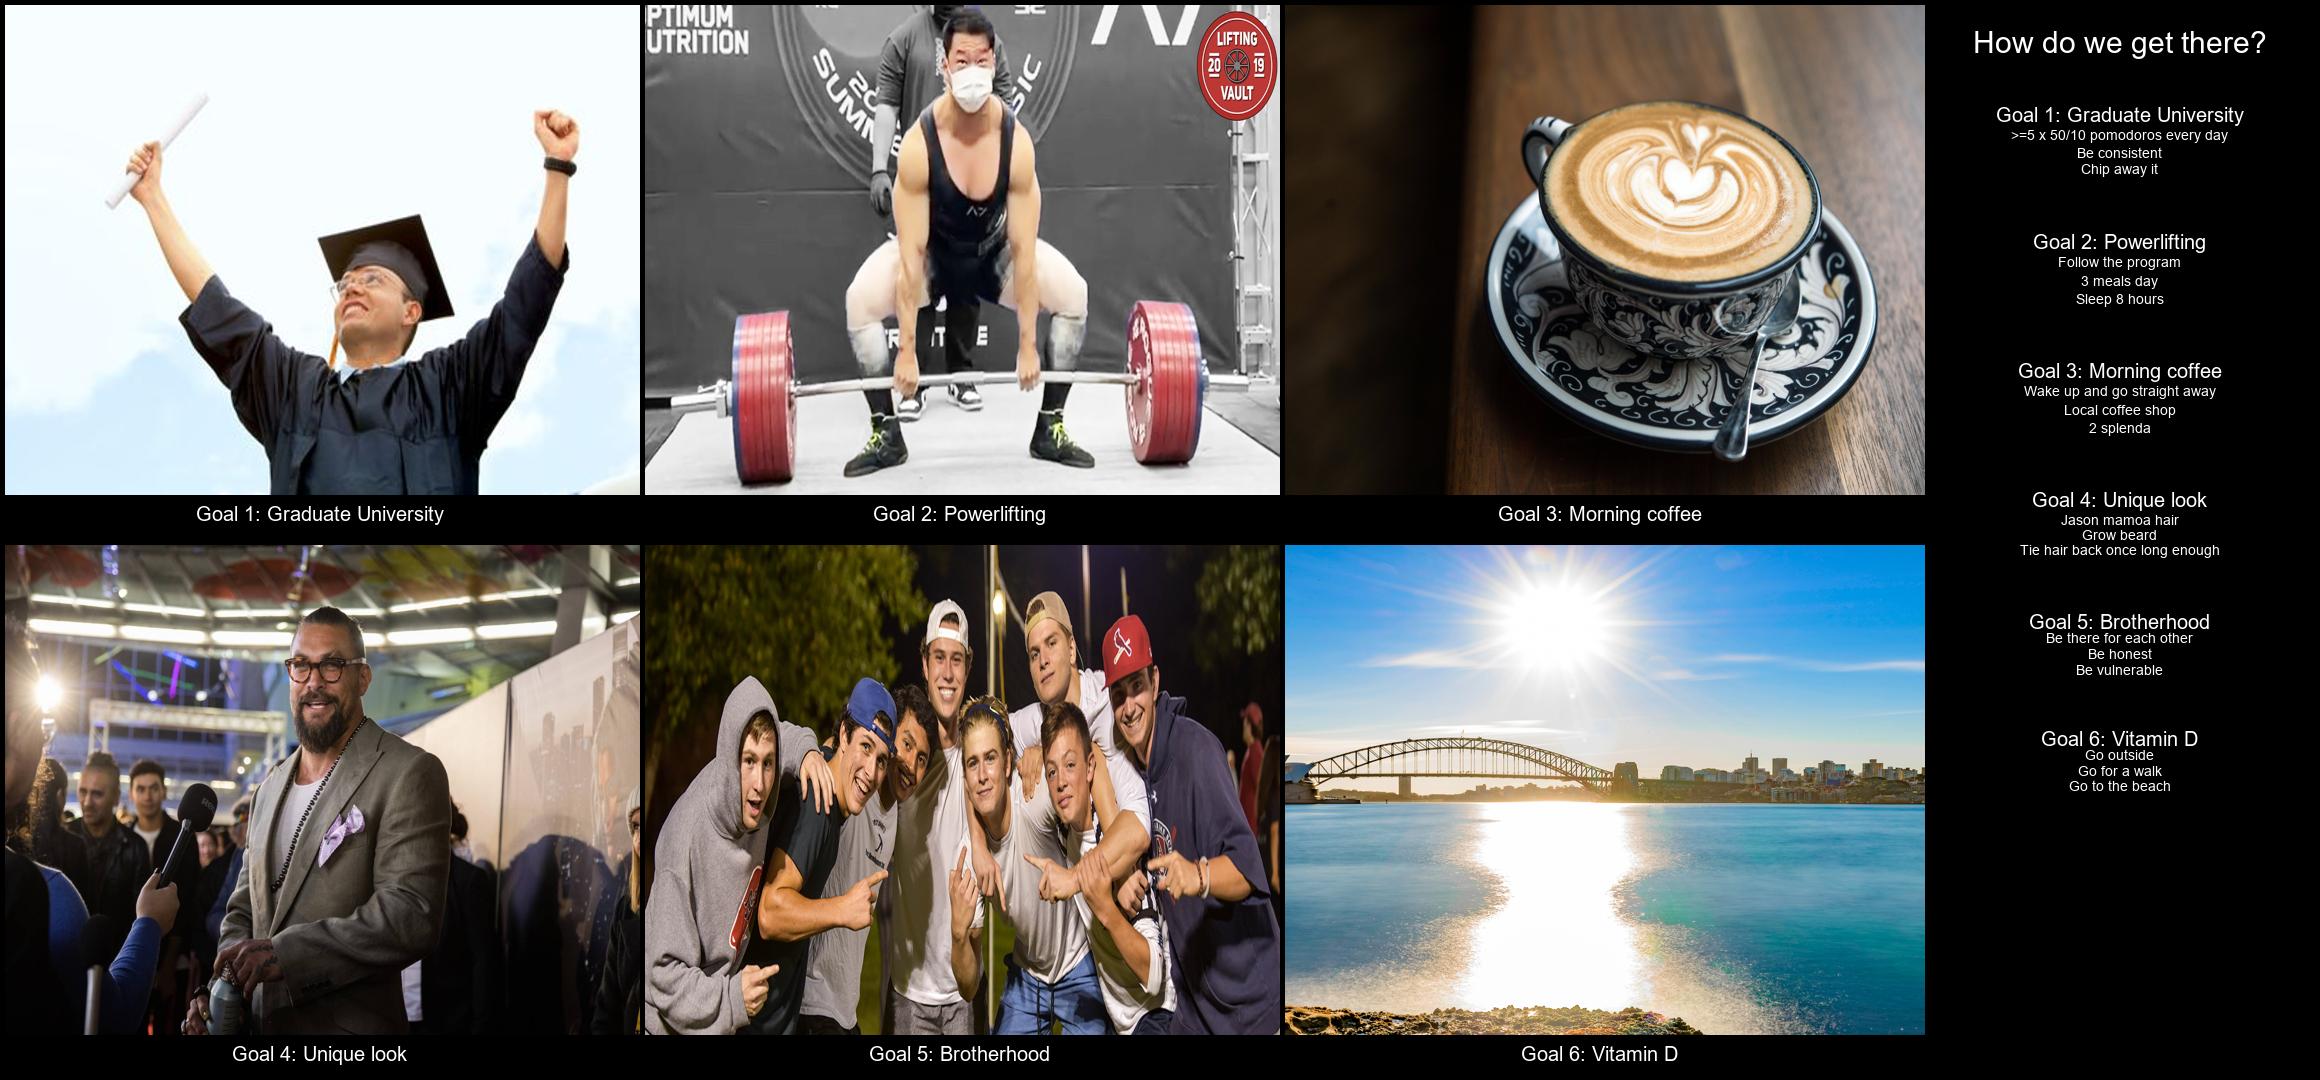 OPTIMUM
NUTRITION
LIFTING
20 19
VAULT
Goal 1: Graduate University
Goal 2: Powerlifting
Goal 3: Morning coffee
Goal 4: Unique look
Goal 5: Brotherhood
Goal 6: Vitamin D
How do we get there?
Goal 1: Graduate University
>=5 x 50/10 pomodoros every day
Be consistent
Chip away it
Goal 2: Powerlifting
Follow the program
3 meals day
Sleep 8 hours
Goal 3: Morning coffee
Wake up and go straight away
Local coffee shop
2 splenda
Goal 4: Unique look
Jason mamoa hair
Grow beard
Tie hair back once long enough
Goal 5: Brotherhood
Be there for each other
Be honest
Be vulnerable
Goal 6: Vitamin D
Go outside
Go for a walk
Go to the beach